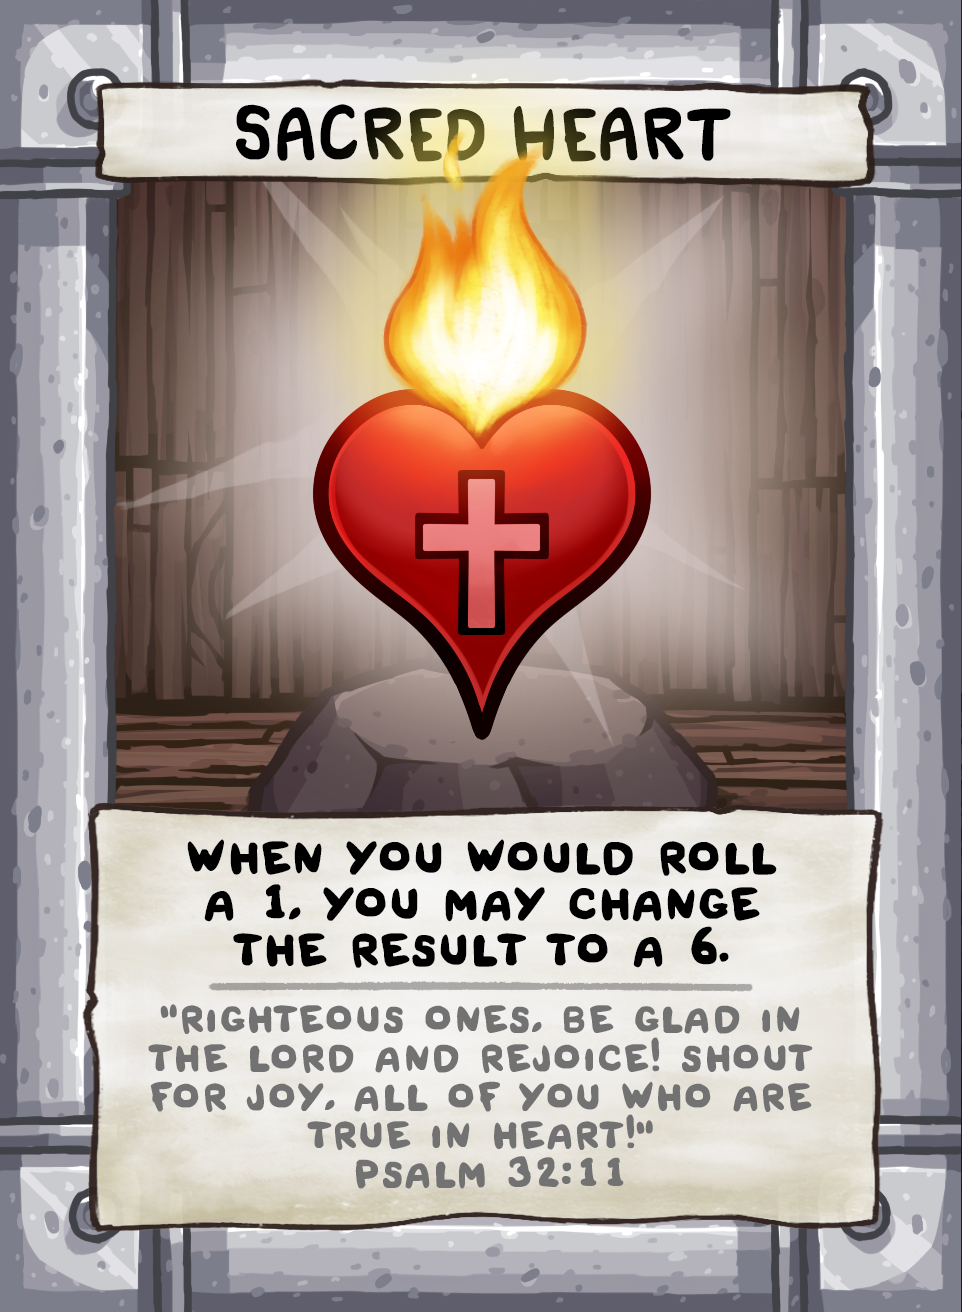 SACRED HEART
WHEN YOU WOULD ROLL
A 1, YOU MAY CHANGE
THE RESULT TO A 6.
"RIGHTEOUS ONES, BE GLAD IN
THE LORD AND REJOICE! SHOUT
FOR JOY, ALL OF YOU WHO ARE
TRUE IN HEART!"
PSALM 32:11